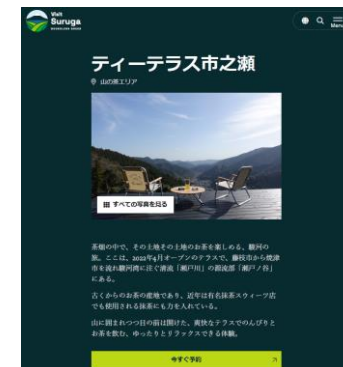 Visit
Suruga
Menu
ティーテラス市之瀬
山の茶エリア
すべての写真を見る
茶畑の中で、その土地その土地のお茶を楽しめる、駿河の
旅。ここは、2022年4月オープンのテラスで、藤枝市から焼津
市を流れ駿河湾に注ぐ清流「瀬戸川」の源流部「瀬戸ノ谷」
にある。
古くからのお茶の産地であり、近年は有名抹茶スウィーツ店
でも使用される抹茶にも力を入れている。
山に囲まれつつ目の前は開けた、爽快なテラスでのんびりと
お茶を飲む、ゆったりとリラックスできる体験。
今すぐ予約